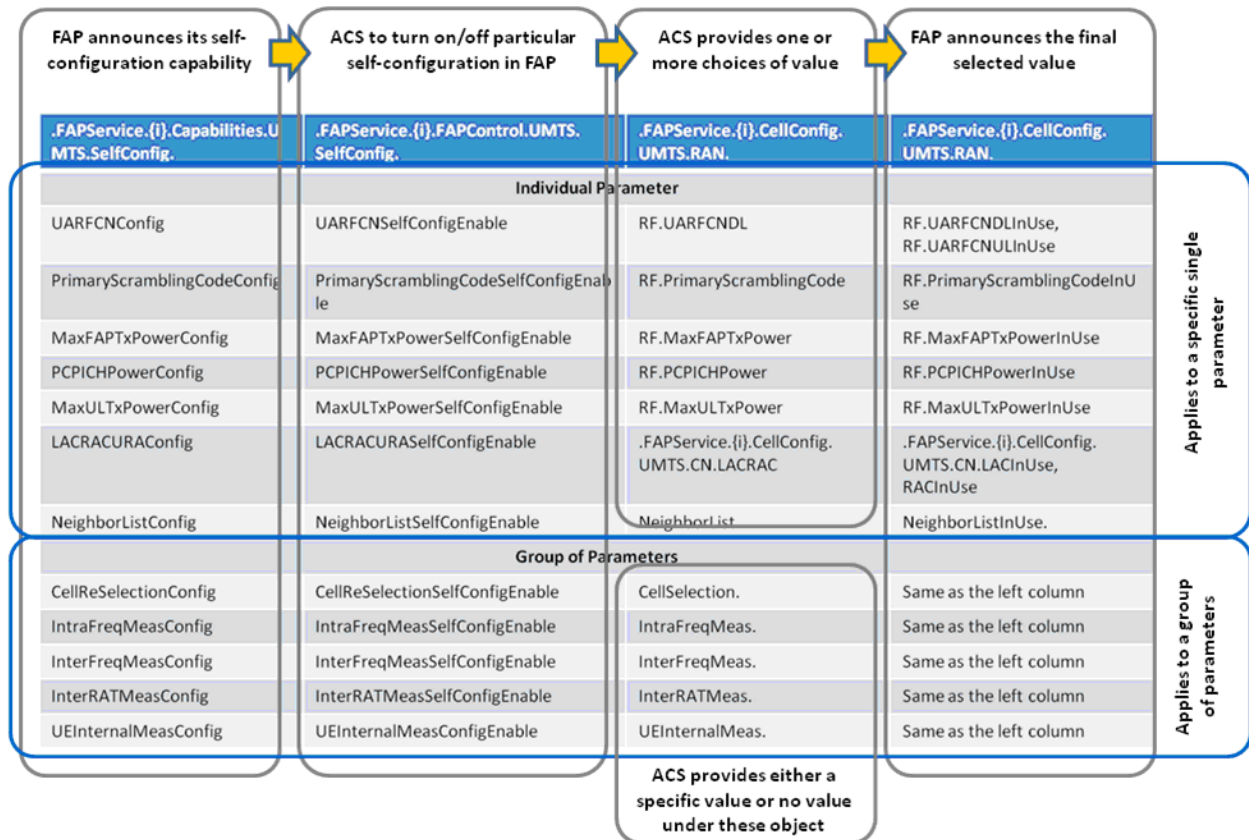 FAP announces its self-
configuration capability
ACS to turn on/off particular
self-configuration in FAP
ACS provides one or
more choices of value
FAP announces the final
selected value
.FAPService.{i}.Capabilities.U
MTS.SelfConfig.
.FAPService.{i}.FAPControl.UMTS.
SelfConfig.
.FAPService.{i}.CellConfig.
UMTS.RAN.
.FAPService.{i}.CellConfig.
UMTS.RAN.
Individual Parameter
UARFCNConfig
UARFCNSelfConfigEnable
RF.UARFCNDL
RF.UARFCNDLInUse,
RF.UARFCNULInUse
PrimaryScramblingCodeConfig
PrimaryScramblingCodeSelfConfigEnab
le
RF.PrimaryScramblingCode
RF.PrimaryScramblingCodeInU
se
MaxFAPTxPowerConfig
MaxFAPTxPowerSelfConfigEnable
RF.MaxFAPTxPower
RF.MaxFAPTxPowerInUse
PCPICHPowerConfig
PCPICHPowerSelfConfigEnable
RF.PCPICHPower
RF.PCPICHPowerInUse
MaxULTxPowerConfig
MaxULTxPowerSelfConfigEnable
RF.MaxULTxPower
RF.MaxULTxPowerInUse
LACRACURAConfig
LACRACURASelfConfigEnable
.FAPService.{i}.CellConfig.
UMTS.CN.LACRAC
.FAPService.{i}.CellConfig.
UMTS.CN.LACInUse,
RACInUse
NeighborListConfig
NeighborListSelfConfigEnable
NeighborList
NeighborListInUse.
Applies to a specific single
parameter
Group of Parameters
CellReSelectionConfig
CellReSelectionSelfConfigEnable
CellSelection.
Same as the left column
IntraFreqMeasConfig
IntraFreqMeasSelfConfigEnable
IntraFreqMeas.
Same as the left column
InterFreqMeasConfig
InterFreqMeasSelfConfigEnable
InterFreqMeas.
Same as the left column
InterRATMeasConfig
InterRATMeasSelfConfigEnable
InterRATMeas.
Same as the left column
UEInternalMeasConfig
UEInternalMeasConfigEnable
UEInternalMeas.
Same as the left column
Applies to a group
of parameters
ACS provides either a
specific value or no value
under these object